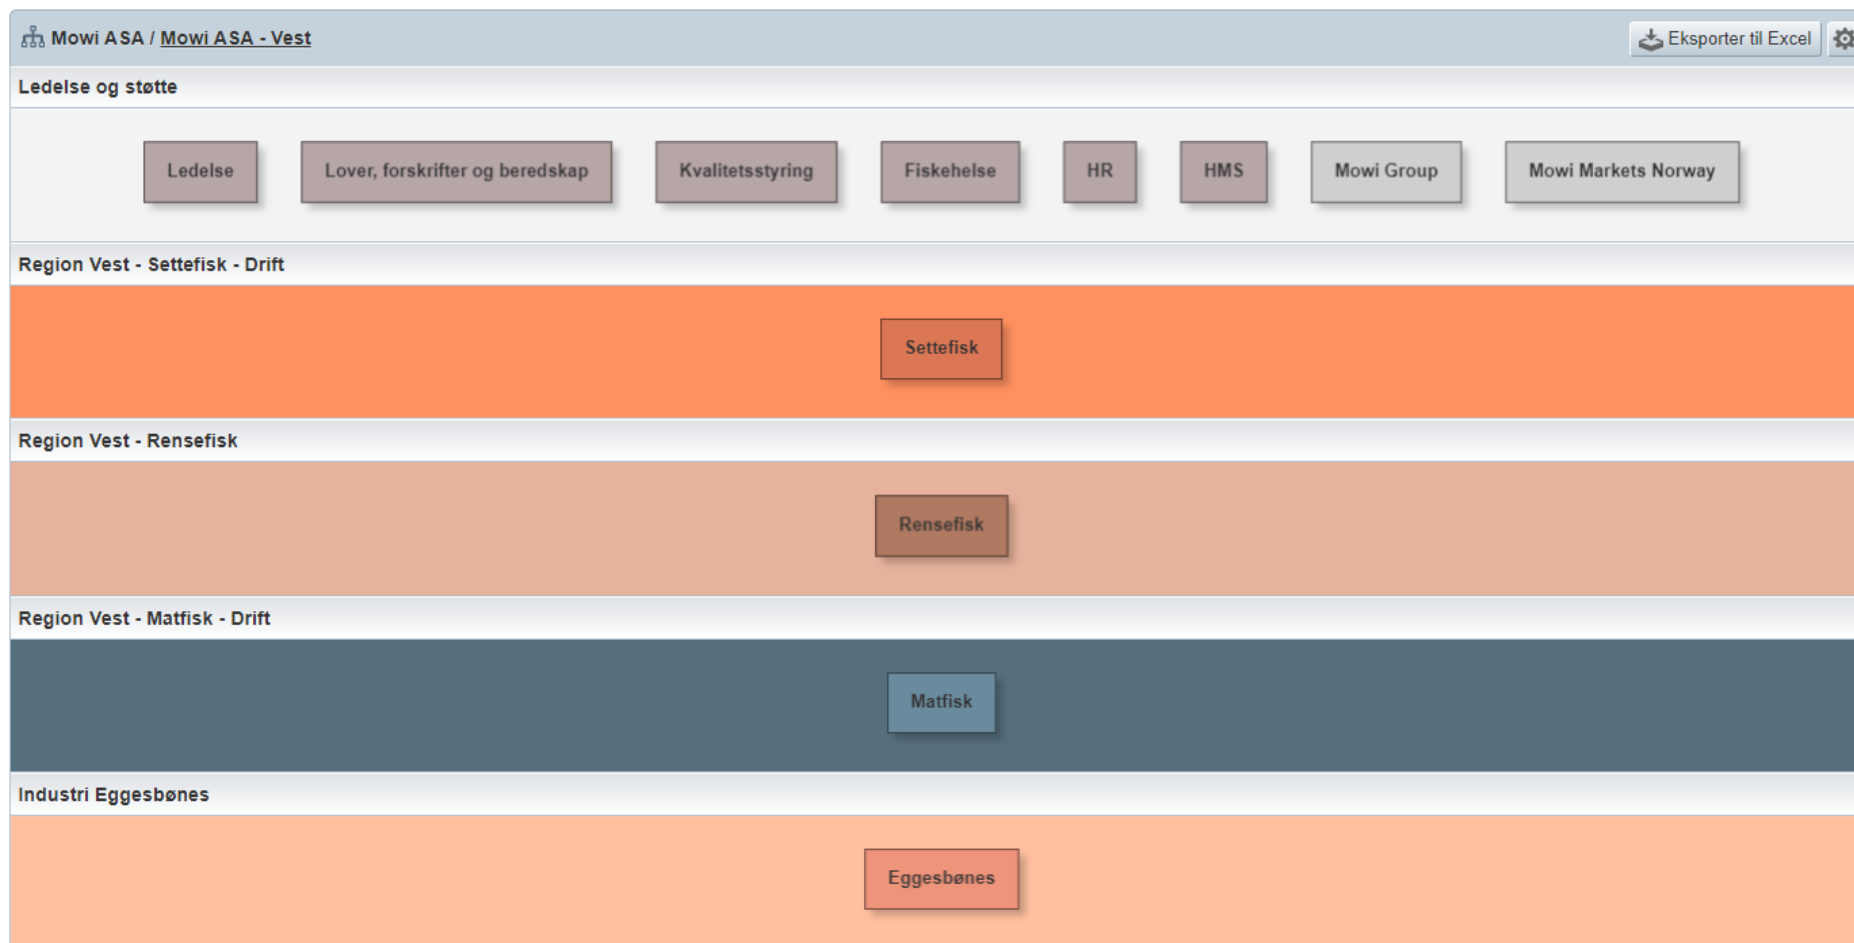 Mowi ASA / Mowi ASA - Vest
Eksporter til Excel
Ledelse og støtte
Ledelse
Lover, forskrifter og beredskap
Kvalitetsstyring
Fiskehelse
HR
HMS
Mowi Group
Mowi Markets Norway
Region Vest - Settefisk - Drift
Settefisk
Region Vest - Rensefisk
Rensefisk
Region Vest - Matfisk - Drift
Matfisk
Industri Eggesbønes
Eggesbønes